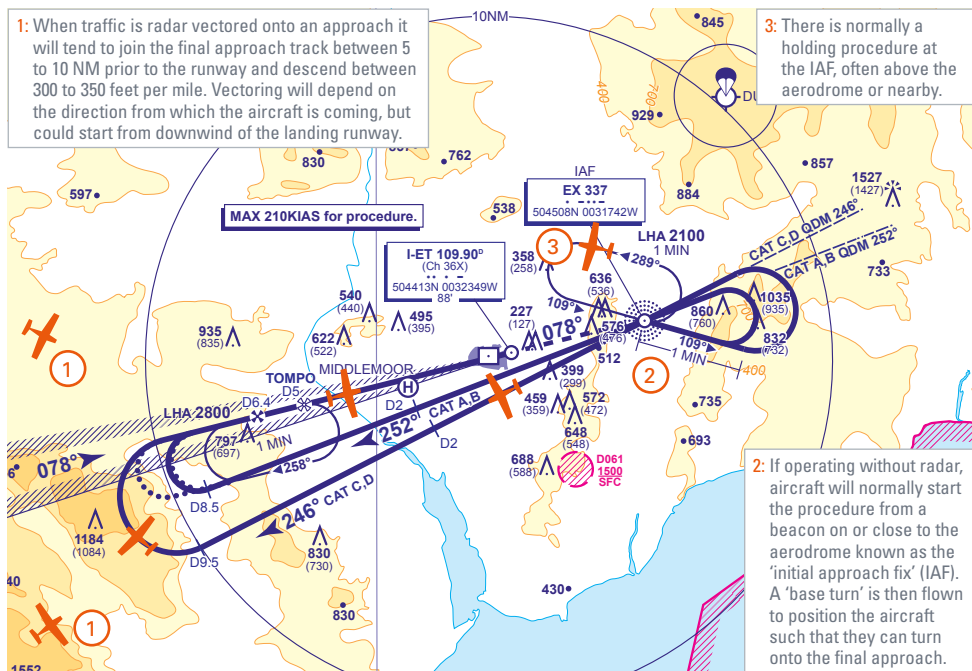 1: When traffic is radar vectored onto an approach it
will tend to join the final approach track between 5
to 10 NM prior to the runway and descend between
300 to 350 feet per mile. Vectoring will depend on
the direction from which the aircraft is coming, but
could start from downwind of the landing runway.
10NM
845
3: There is normally a
holding procedure at
the IAF, often above the
aerodrome or nearby.
400
700
929
830
762
857
597
884
1527
(1427)
IAF
EX 337
504508N 0031742W
MAX 210KIAS for procedure.
538
LHA 2100
1 MIN
289°
CAT C,D QDM 246°
CAT A,B QDM 252°
733
I-ET 109.90D
(Ch 36X)
504413N 0032349W
88'
3
358
(258)
109°
636
(536)
1035
(935)
860
(760)
540
(440)
495
(395)
227
(127)
078°
576
(476)
832
(732)
109°
1 MIN
400
935
(835)
622
(522)
512
1
MIDDLEMOOR
TOMPO
D5
D6.4
LHA 2800
H
D2
CAT A,B
252°
399
(299)
2
459
(359)
572
(472)
735
797
(697)
1 MIN
258°
D2
648
(548)
693
078°
688
(588)
D061
1500
SFC
D8.5
246° CAT C,D
1184
(1084)
D9.5
830
(730)
2: If operating without radar,
aircraft will normally start
the procedure from a
beacon on or close to the
aerodrome known as the
‘initial approach fix’ (IAF).
A ‘base turn’ is then flown
to position the aircraft
such that they can turn
onto the final approach.
430
830
1
1552